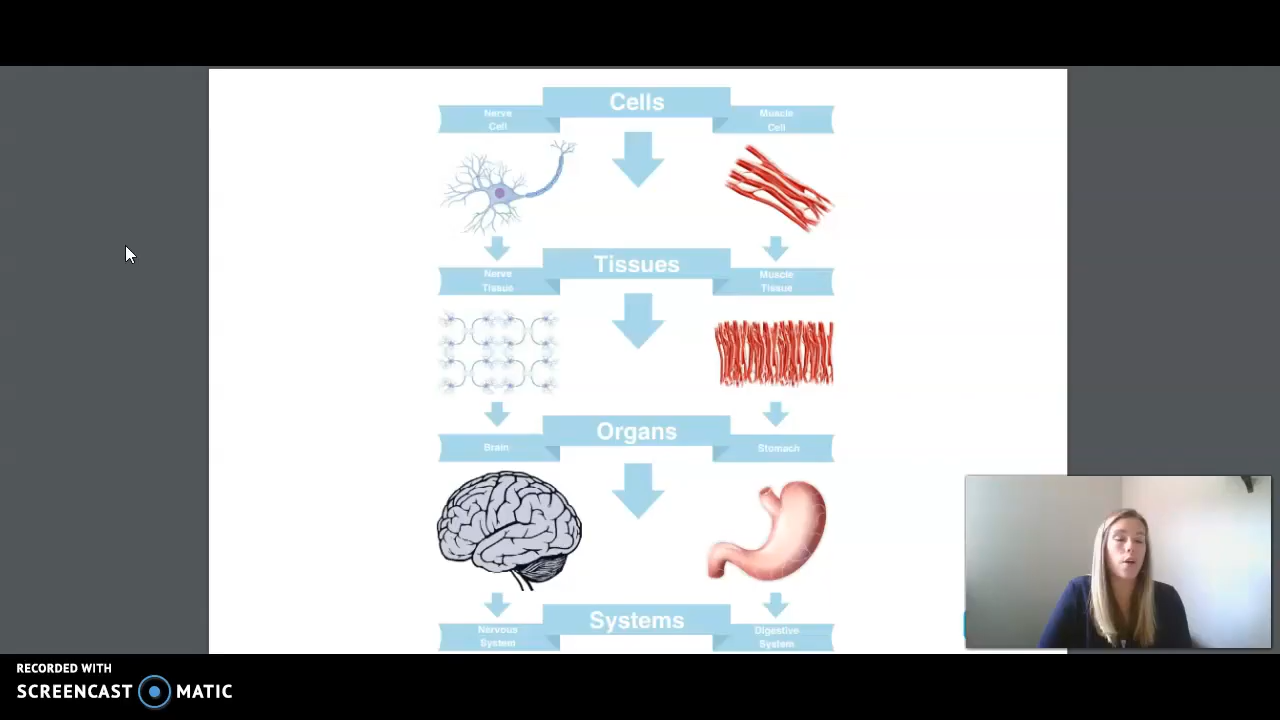 Cells
Nerve
Cell
Muscle
Cell
Tissues
Nerve
Tissue
Muscle
Tissue
Organs
Brain
Stomach
Systems
Nervous
System
Digestive
System
RECORDED WITH
SCREENCAST MATIC